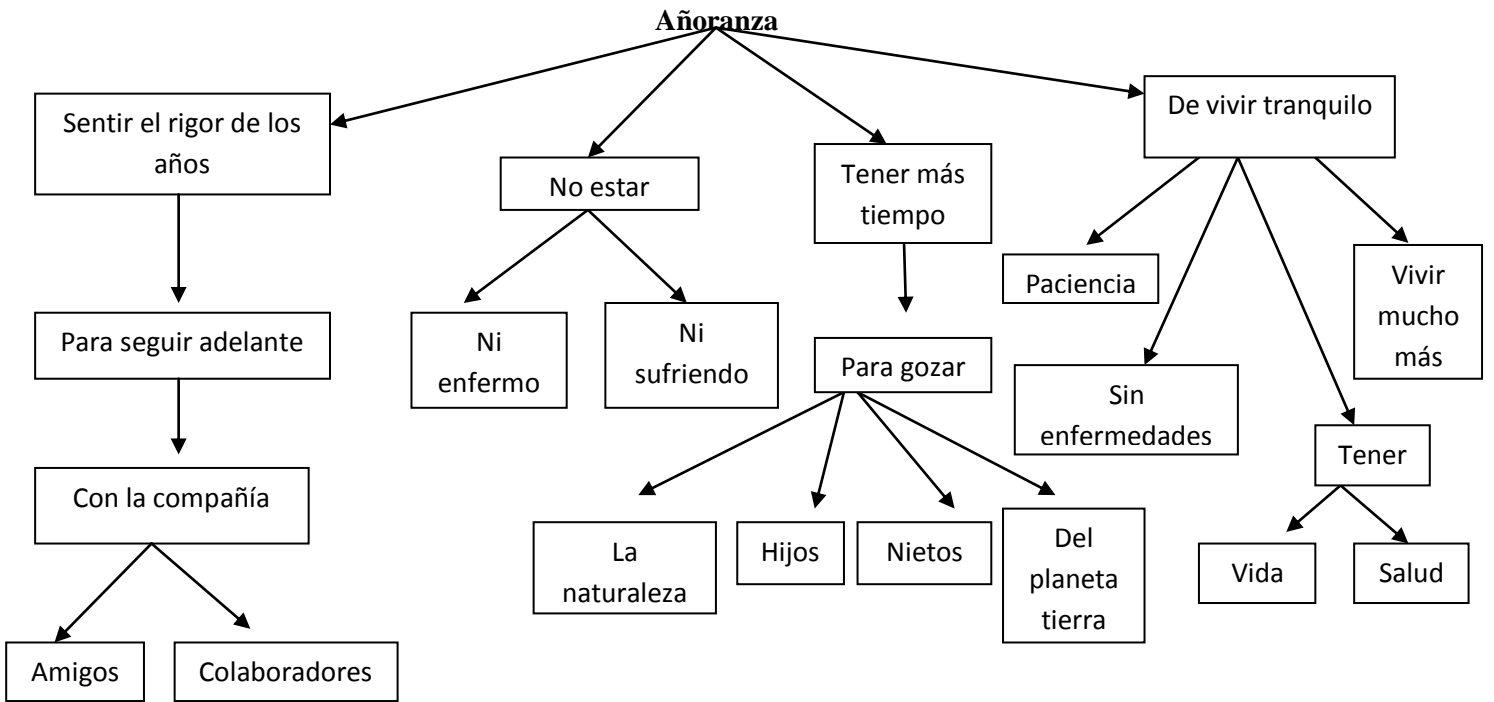 Añoranza
Sentir el rigor de los
años
No estar
Tener más
tiempo
De vivir tranquilo
Para seguir adelante
Ni
enfermo
Ni
sufriendo
Para gozar
Paciencia
Sin
enfermedades
Vivir
mucho
más
Tener
Con la compañía
La
naturaleza
Hijos
Nietos
Del
planeta
tierra
Vida
Salud
Amigos
Colaboradores